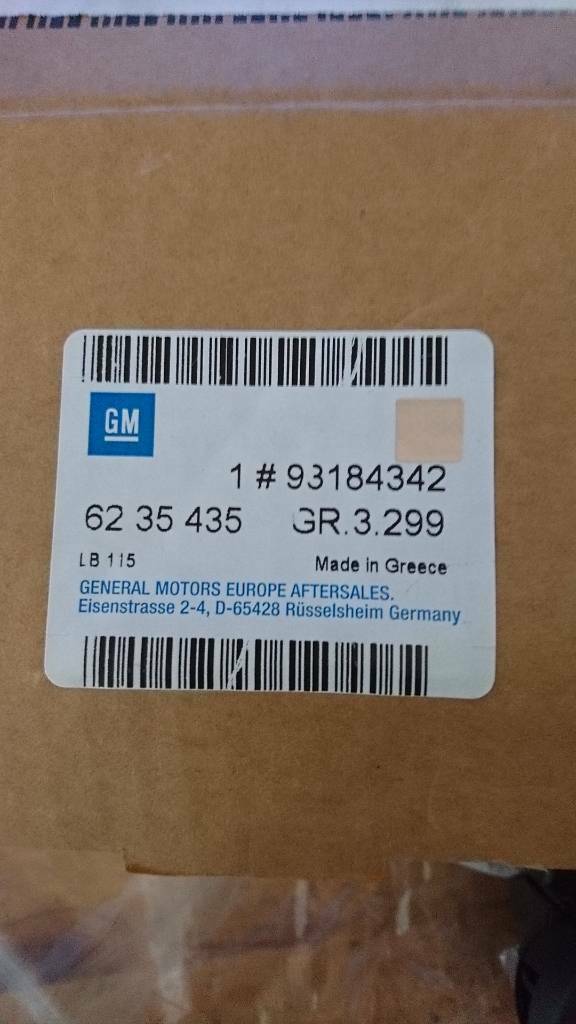 GM
1 # 93184342
62 35 435 GR.3.299
LB 115 Made in Greece
GENERAL MOTORS EUROPE AFTERSALES.
Eisenstrasse 2-4, D-65428 Rüsselsheim Germany